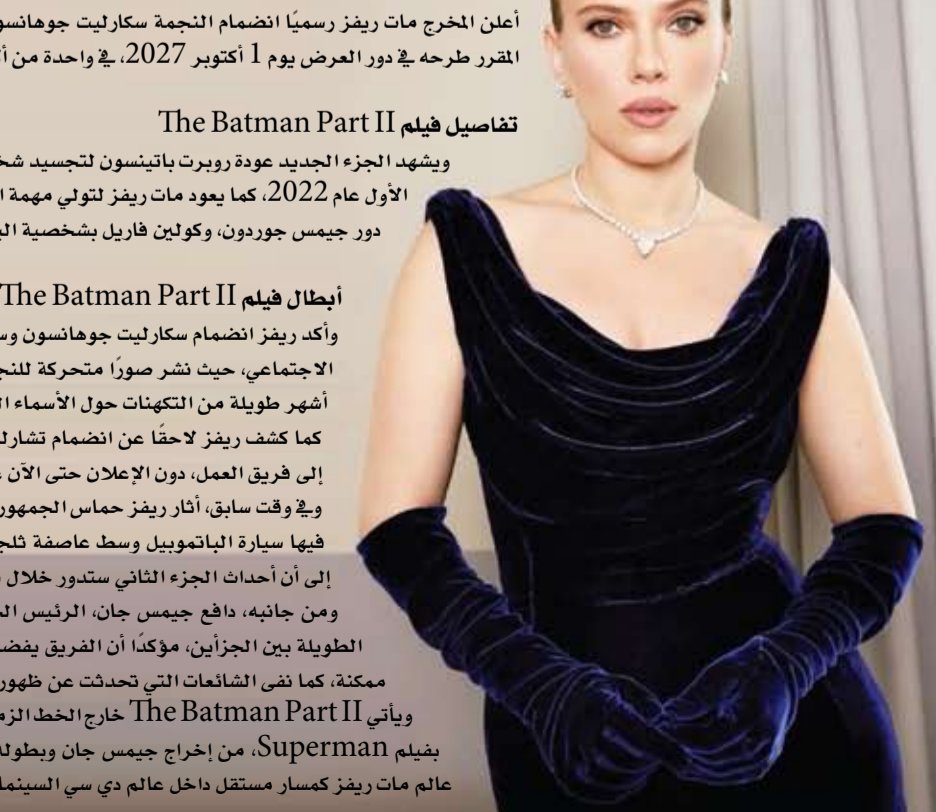 أعلن المخرج مات ريفز رسميًا انضمام النجمة سكارليت جوهانسو
المقرر طرحه في دور العرض يوم 1 أكتوبر 2027، في واحدة من أ
تفاصيل فيلم The Batman Part II
ويشهد الجزء الجديد عودة روبرت باتينسون لتجسيد شخ
الأول عام 2022، كما يعود مات ريفز لتولي مهمة ا
دور جيمس جوردون، وكولين فاريل بشخصية الب
أبطال فيلم The Batman Part II
وأكد ريفز انضمام سكارليت جوهانسون وس
الاجتماعي، حيث نشر صورًا متحركة للنج
أشهر طويلة من التكهنات حول الأسماء ال
كما كشف ريفز لاحقًا عن انضمام تشارل
إلى فريق العمل، دون الإعلان حتى الآن
وفي وقت سابق، أثار ريفز حماس الجمهور
فيها سيارة الباتموبيل وسط عاصفة ثلج
إلى أن أحداث الجزء الثاني ستدور خلال
ومن جانبه، دافع جيمس جان، الرئيس ال
الطويلة بين الجزأين، مؤكدًا أن الفريق يفض
ممكنة، كما نفى الشائعات التي تحدثت عن ظهور
ويأتي The Batman Part II خارج الخط الزم
بفيلم Superman، من إخراج جيمس جان وبطول
عالم مات ريفز كمسار مستقل داخل عالم دي سي السينما